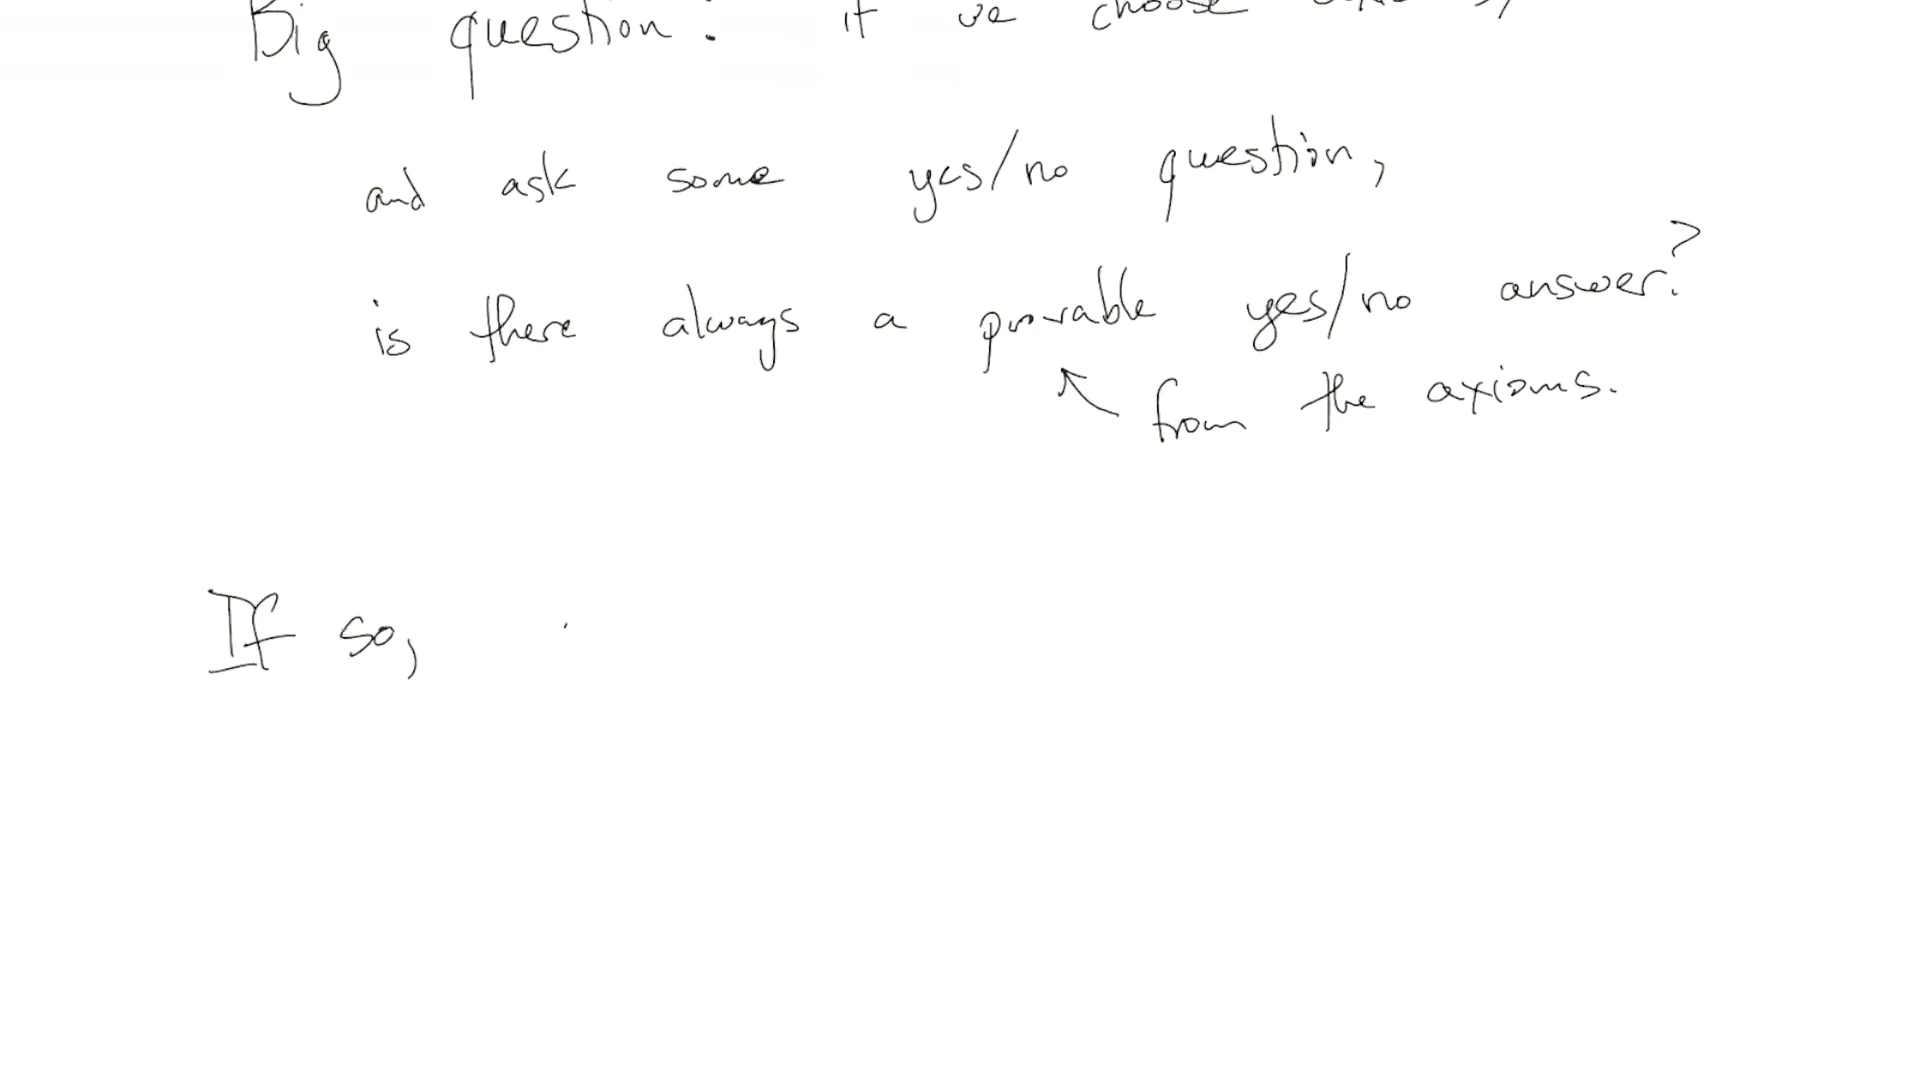 Big question: if we choose
and ask some yes/no question,
is there always a provable yes/no answer?
from the axioms.
If so,